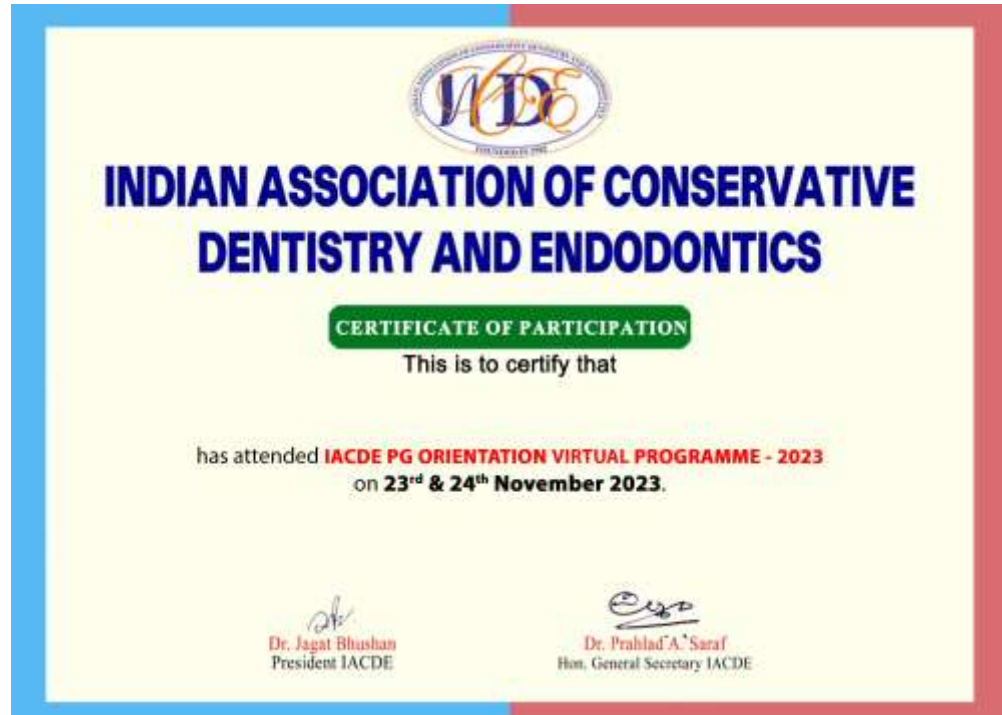 INDIAN ASSOCIATION OF CONSERVATIVE
DENTISTRY AND ENDODONTICS
CERTIFICATE OF PARTICIPATION
This is to certify that
has attended IACDE PG ORIENTATION VIRTUAL PROGRAMME - 2023
on 23rd & 24th November 2023.
Dr. Jagat Bhushan
President IACDE
Dr. Prahlad A. Saraf
Hon. General Secretary IACDE